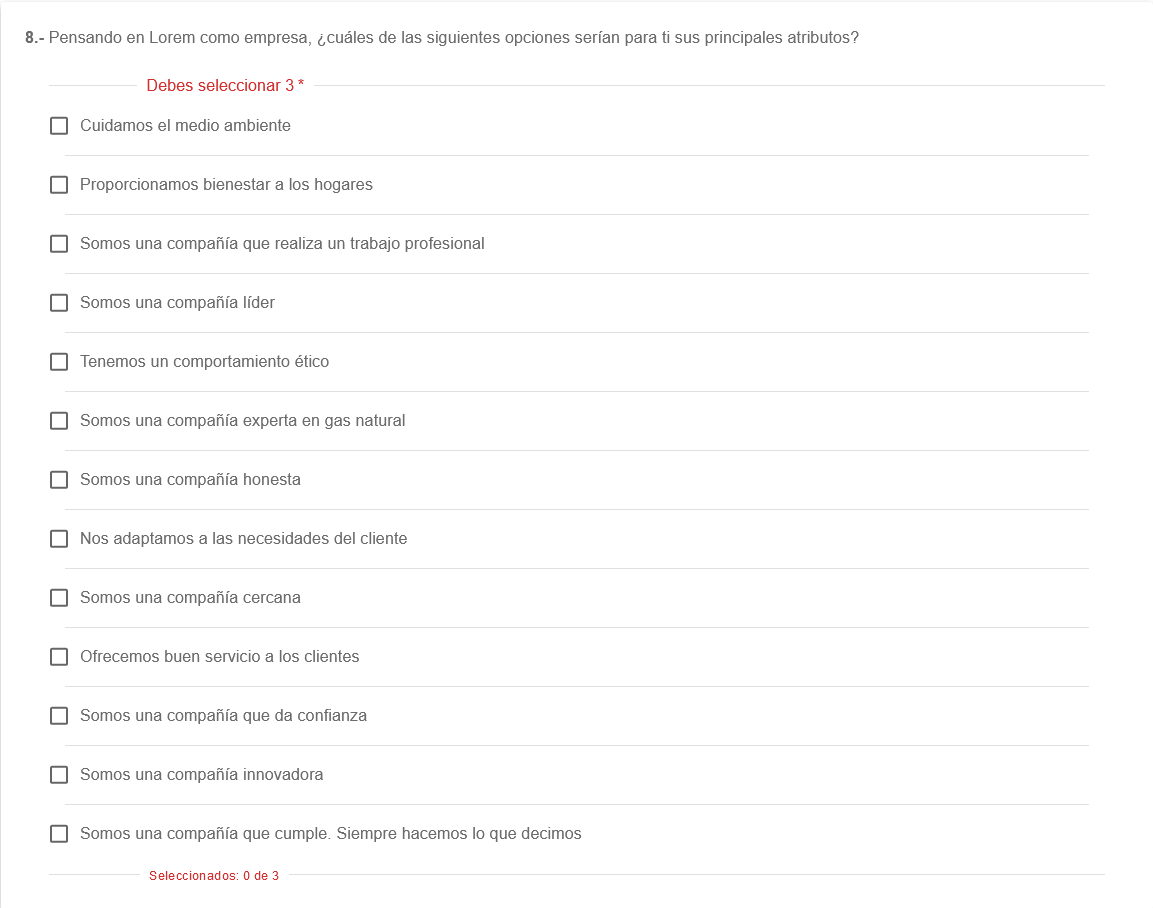 8.- Pensando en Lorem como empresa, ¿cuáles de las siguientes opciones serían para ti sus principales atributos?
Debes seleccionar 3 *
Cuidamos el medio ambiente
Proporcionamos bienestar a los hogares
Somos una compañía que realiza un trabajo profesional
Somos una compañía líder
Tenemos un comportamiento ético
Somos una compañía experta en gas natural
Somos una compañía honesta
Nos adaptamos a las necesidades del cliente
Somos una compañía cercana
Ofrecemos buen servicio a los clientes
Somos una compañía que da confianza
Somos una compañía innovadora
Somos una compañía que cumple. Siempre hacemos lo que decimos
Seleccionados: 0 de 3